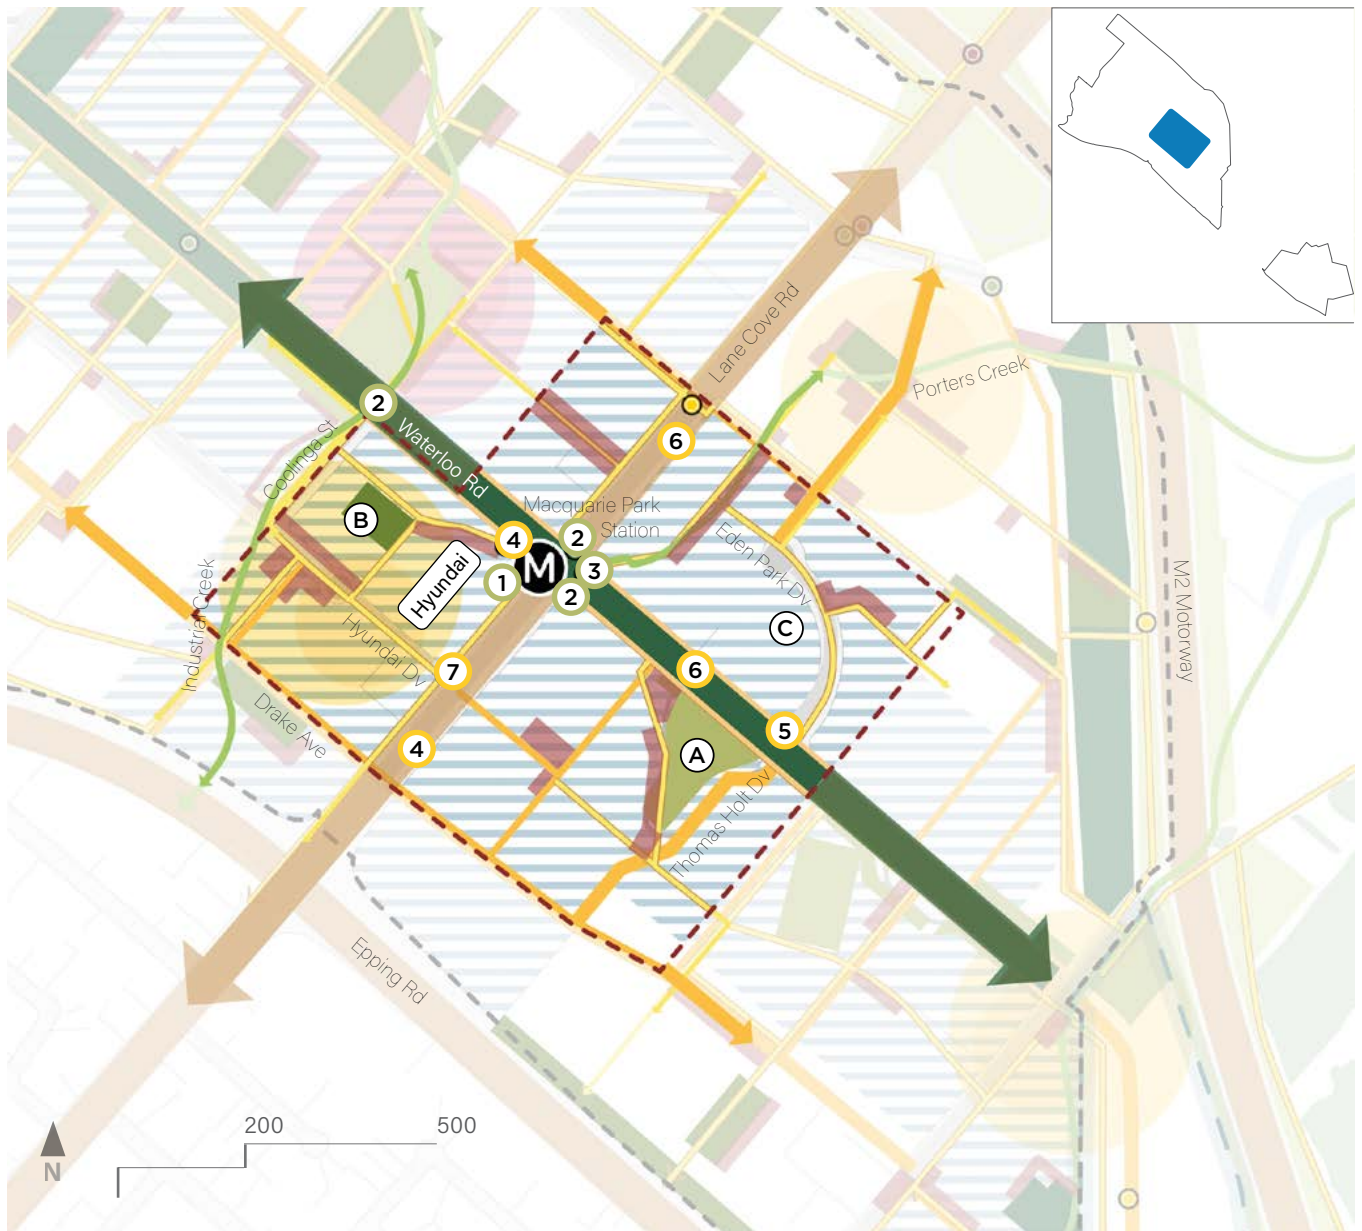 Lane Cove Rd
Porters Creek
2
Waterloo Rd
Coolinga St
6
Macquarie Park
Station
B
4
2
M
3
1
2
Hyundai
Eden Park Dv
C
M2 Motorway
Industrial Creek
Hyundai Dv
7
6
Drake Ave
4
A
5
Thomas Holt Dv
Epping Rd
200
500
N